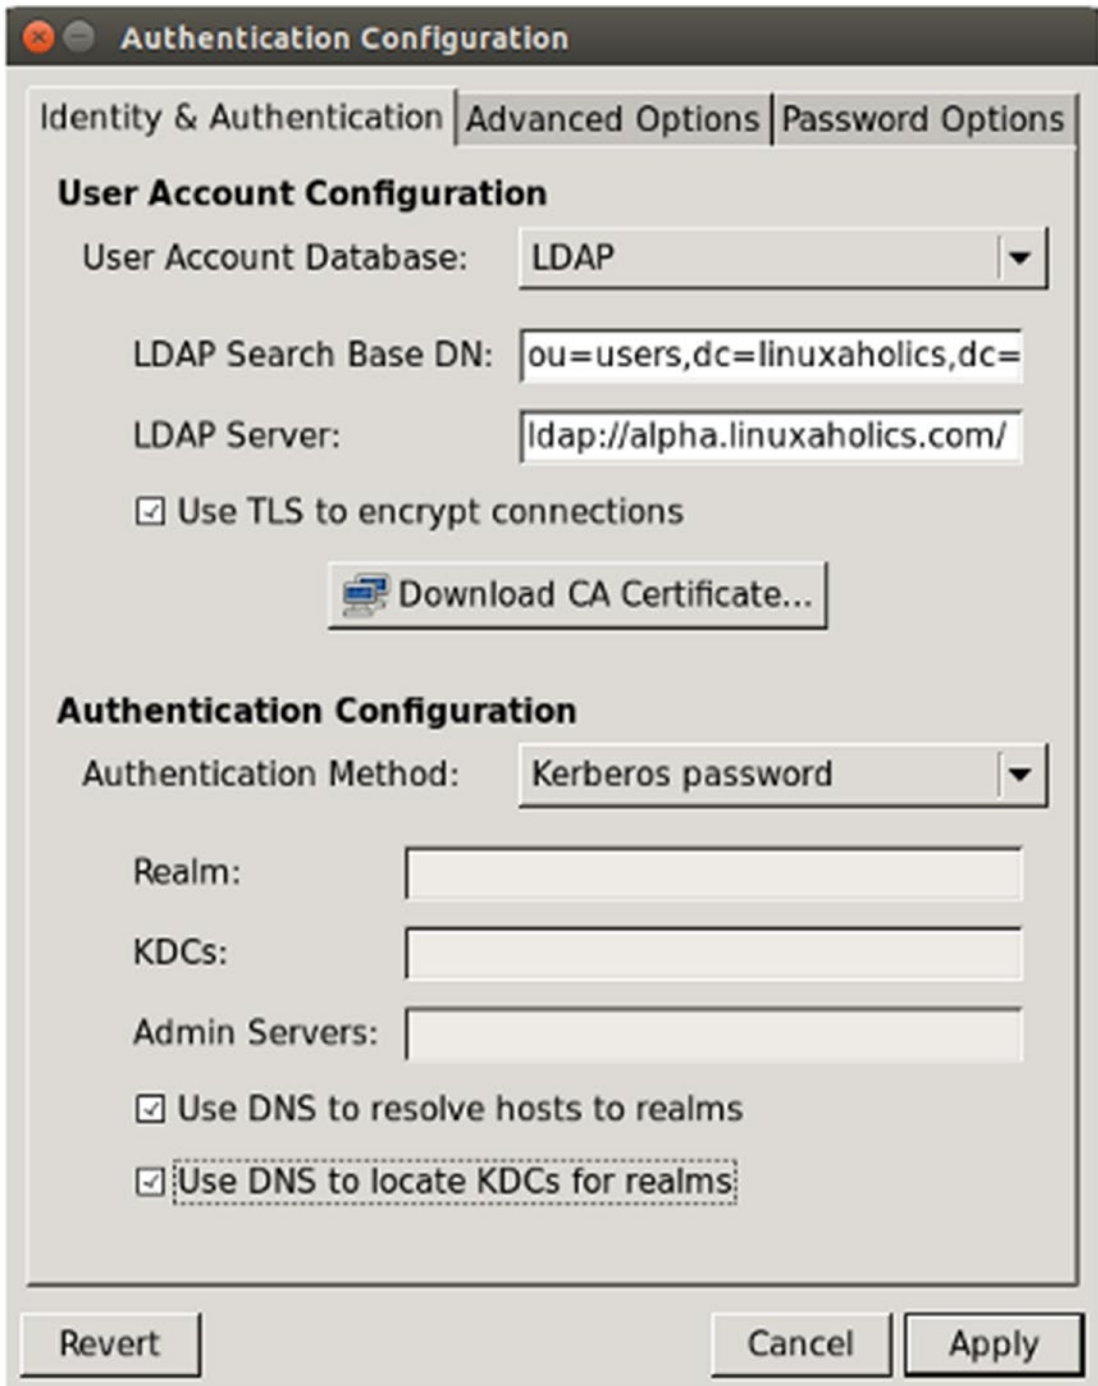 Authentication Configuration
Identity & Authentication
Advanced Options
Password Options
User Account Configuration
User Account Database:
LDAP
LDAP Search Base DN:
ou=users,dc=linuxaholics,dc=
LDAP Server:
ldap://alpha.linuxaholics.com/
Use TLS to encrypt connections
Download CA Certificate...
Authentication Configuration
Authentication Method:
Kerberos password
Realm:
KDCs:
Admin Servers:
Use DNS to resolve hosts to realms
Use DNS to locate KDCs for realms
Revert
Cancel
Apply